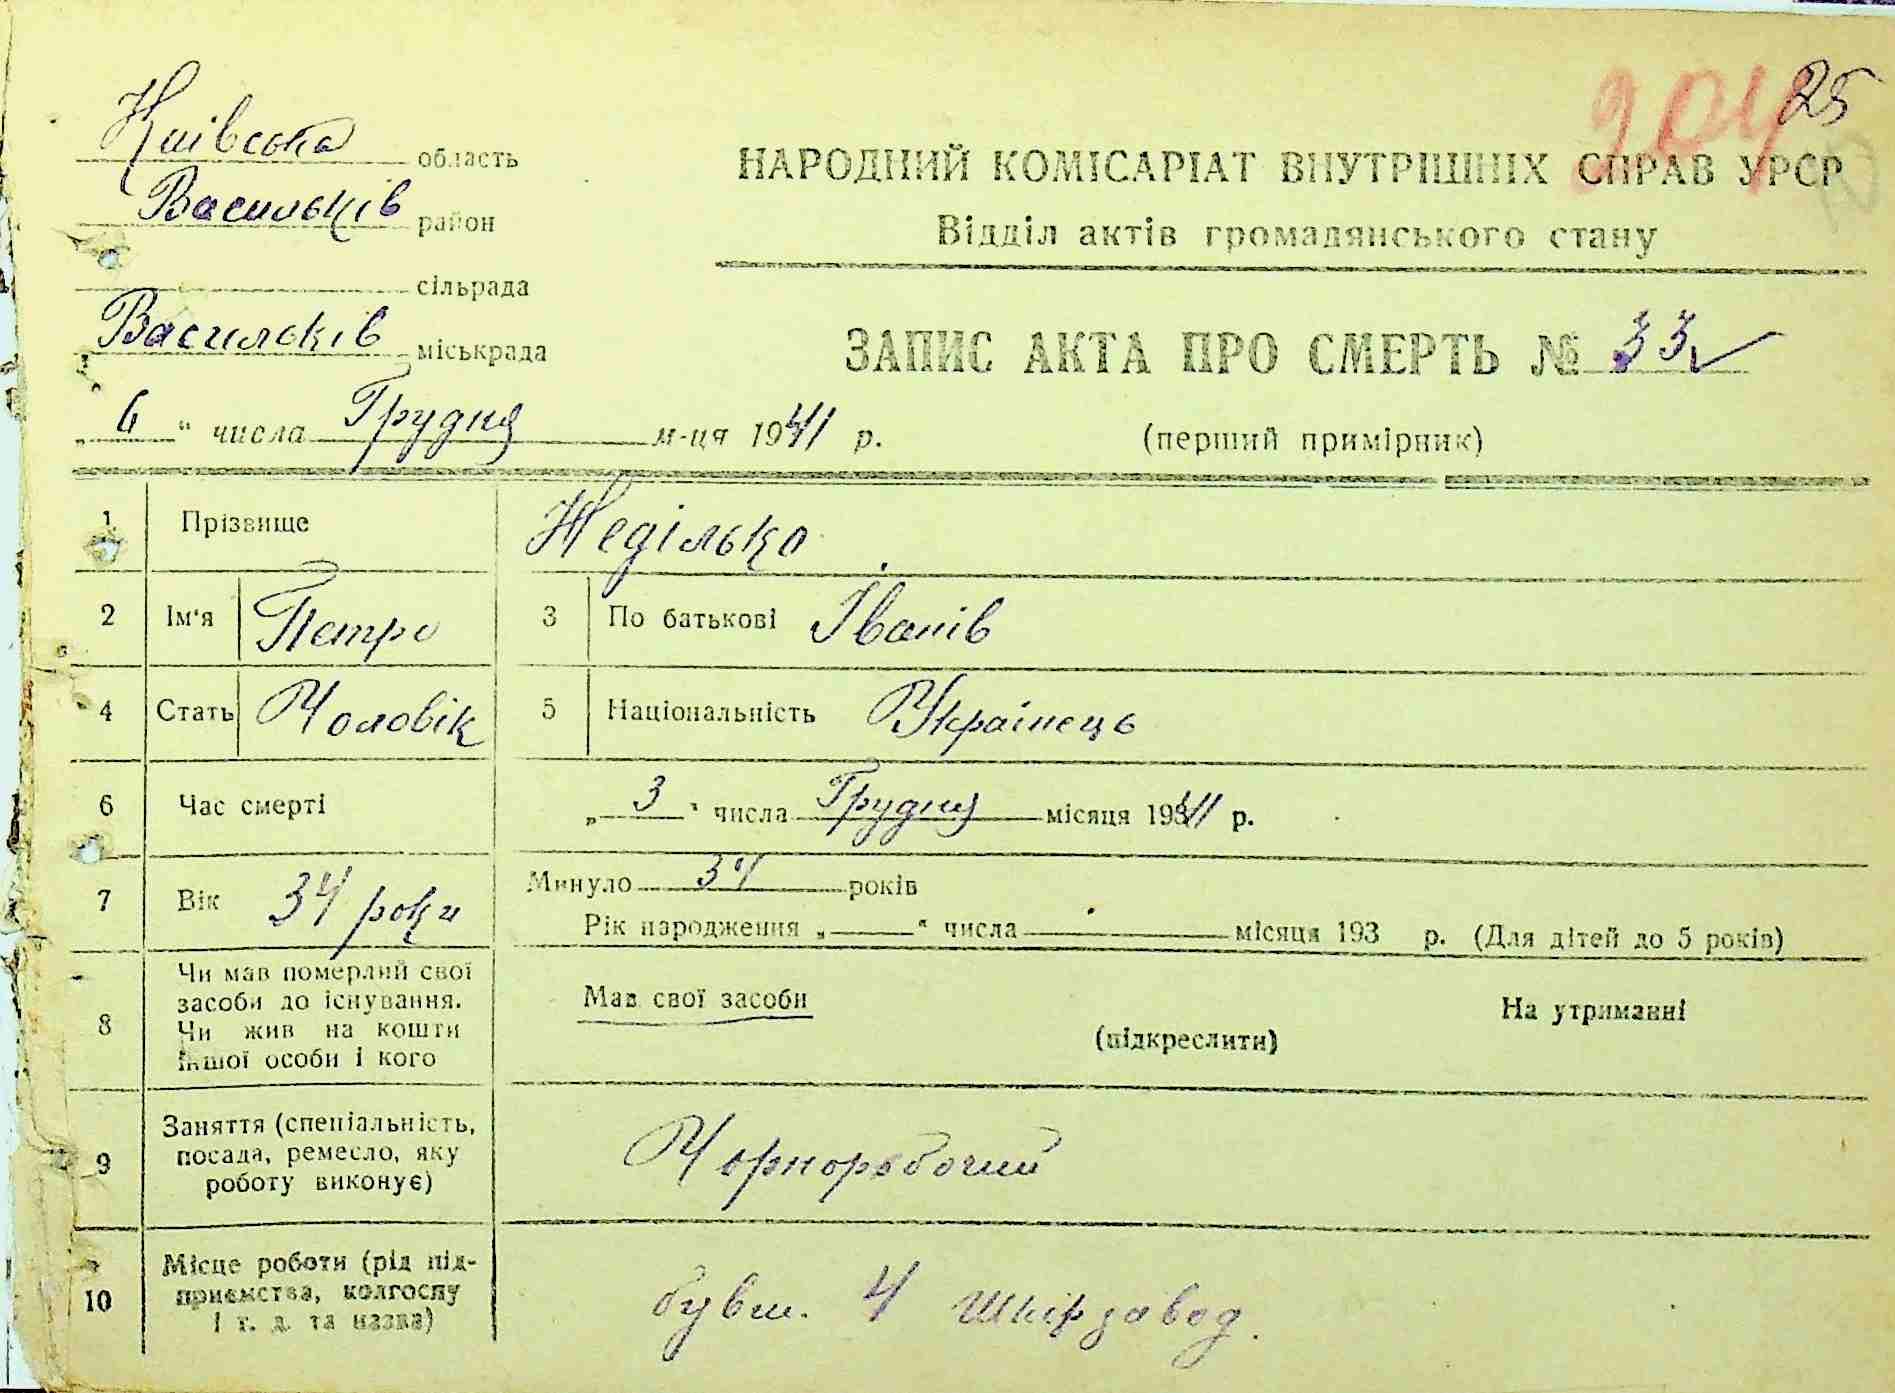 204 25
Київська область
Васильків район
сільрада
Васильків міськрада
НАРОДНИЙ КОМІСАРІАТ ВНУТРІШНІХ СПРАВ УРСР
Відділ актів громадянського стану
ЗАПИС АКТА ПРО СМЕРТЬ № 33
„6“ числа Грудня м-ця 1941 р.
(перший примірник)
1 Прізвище Неділько
2 Ім'я Петро 3 По батькові Іванів
4 Стать Чоловік 5 Національність Українець
6 Час смерті „3“ числа Грудня місяця 1941 р.
7 Вік 34 роки Минуло 34 років
Рік народження „ “ числа місяця 193 р. (Для дітей до 5 років)
8 Чи мав померлий свої
засоби до існування.
Чи жив на кошти
іншої особи і кого
Мав свої засоби
(підкреслити)
На утриманні
9 Заняття (спеціальність,
посада, ремесло, яку
роботу виконує)
Чорноробочий
10 Місце роботи (рід під-
приємства, колгоспу
і т. д. та назва)
бувш. 4 шкірзавод.